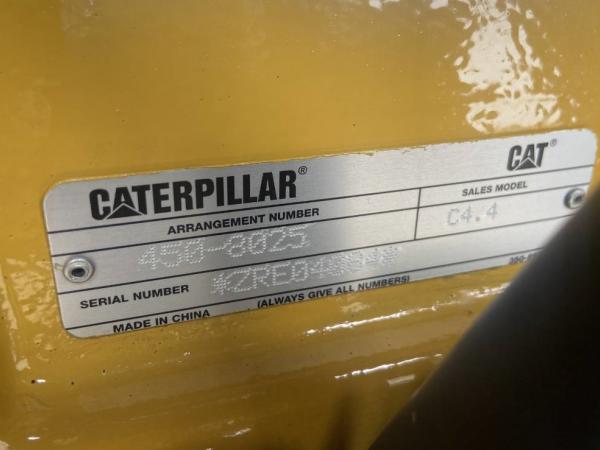 CATERPILLAR®
CAT®
ARRANGEMENT NUMBER
SALES MODEL
450-8025
C4.4
SERIAL NUMBER
(ALWAYS GIVE ALL NUMBERS)
MADE IN CHINA